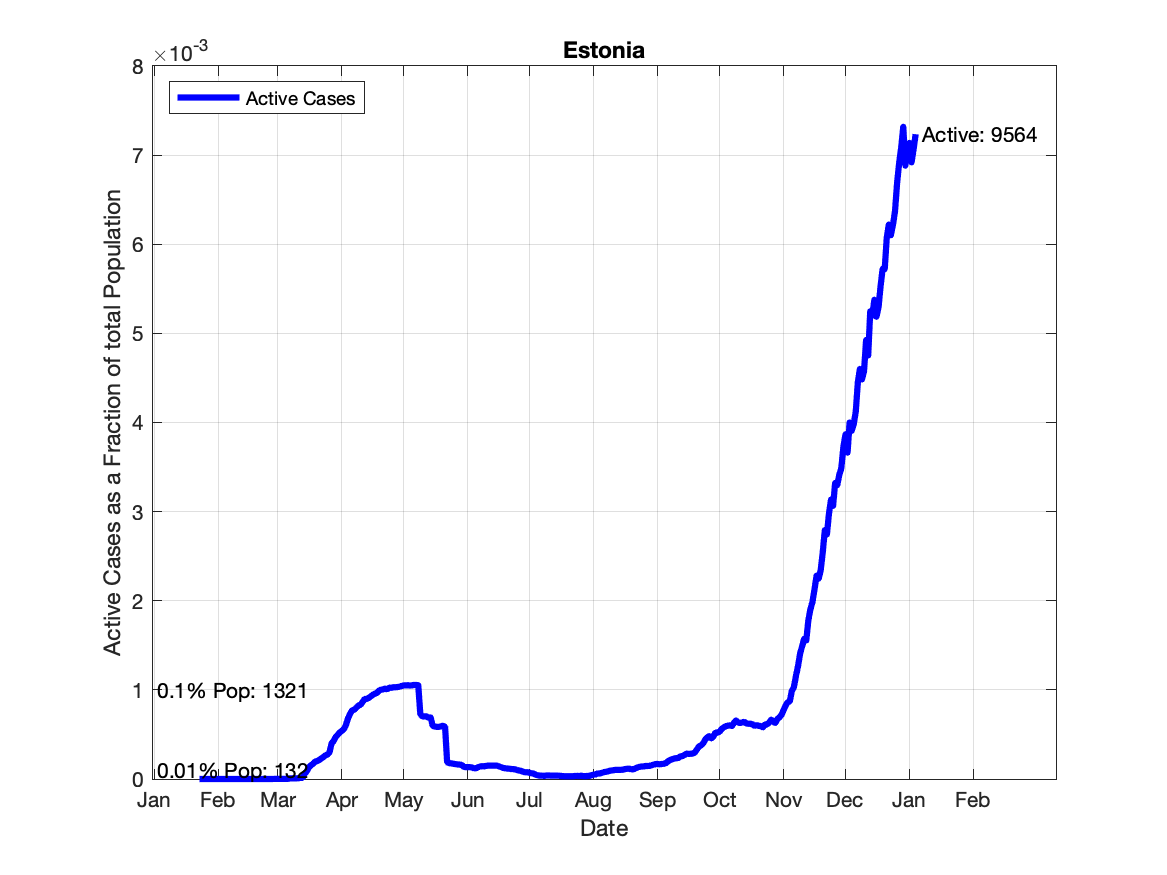 Estonia
×10-3
Active Cases
Active: 9564
8
7
6
5
4
3
2
1
0
Active Cases as a Fraction of total Population
0.1% Pop: 1321
0.01% Pop: 132
Jan Feb Mar Apr May Jun Jul Aug Sep Oct Nov Dec Jan Feb
Date